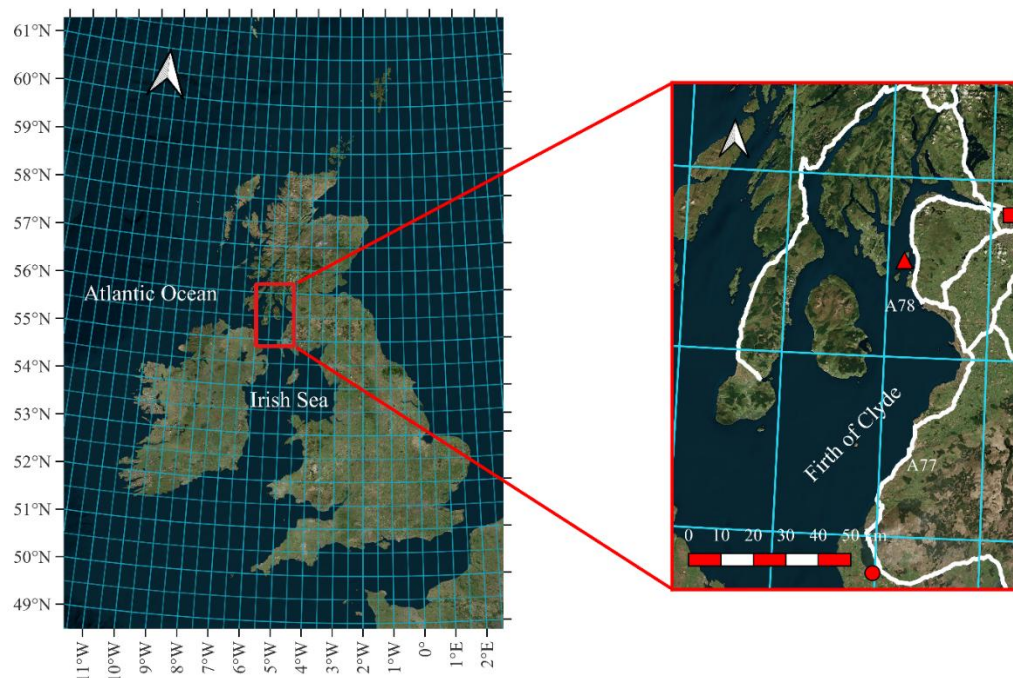 61°N
60°N
59°N
58°N
57°N
56°N
55°N
54°N
53°N
52°N
51°N
50°N
49°N
Atlantic Ocean
Irish Sea
11°W
10°W
9°W
8°W
7°W
6°W
5°W
4°W
3°W
2°W
1°W
0°
1°E
2°E
A78
Firth of Clyde
A77
0 10 20 30 40 50 km